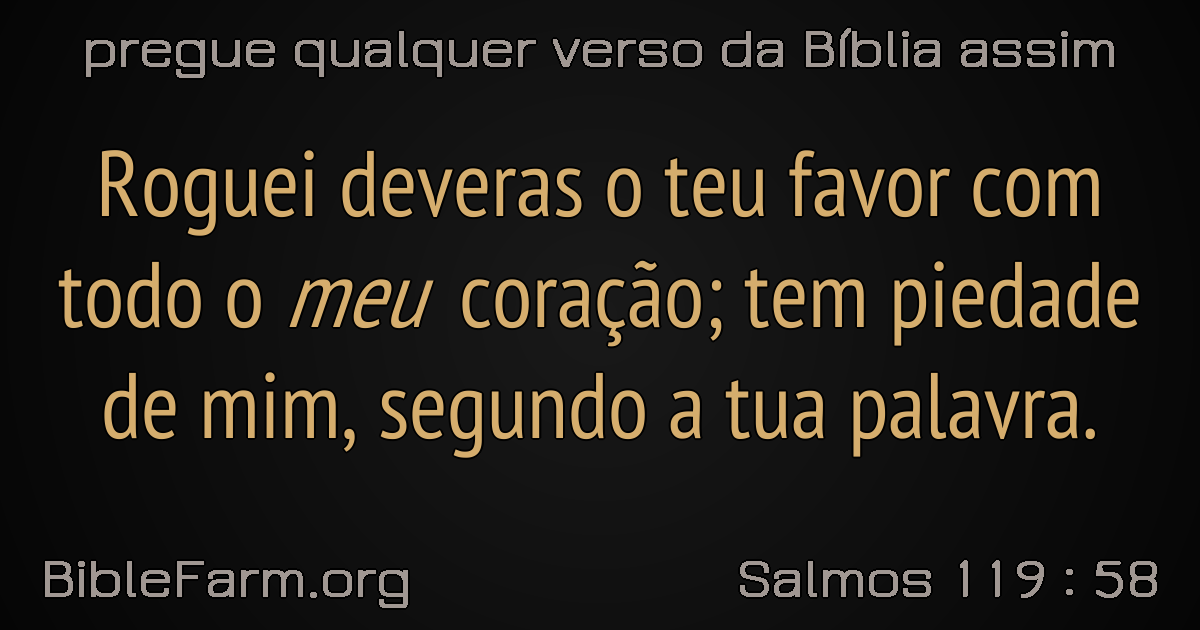 pregue qualquer verso da Bíblia assim
Roguei deveras o teu favor com
todo o meu coração; tem piedade
de mim, segundo a tua palavra.
BibleFarm.org
Salmos 119 : 58